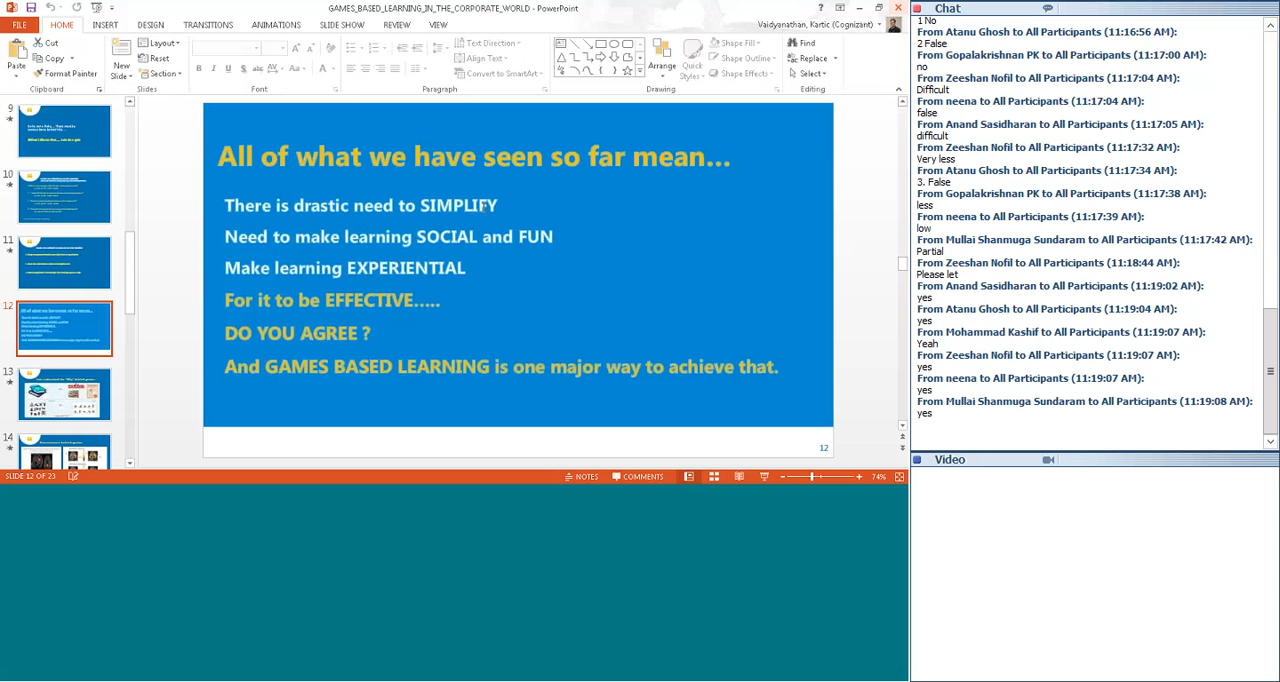 GAMES_BASED_LEARNING_IN_THE_CORPORATE_WORLD - PowerPoint
FILE HOME INSERT DESIGN TRANSITIONS ANIMATIONS SLIDE SHOW REVIEW VIEW
Vaidyanathan, Kartic (Cognizant)
Paste
Cut
Copy
Format Painter
Clipboard
New
Slide
Layout
Reset
Section
Slides
B I U S abc AV Aa A
Font
Text Direction
Align Text
Convert to SmartArt
Paragraph
Arrange
Quick
Styles
Shape Fill
Shape Outline
Shape Effects
Drawing
Find
Replace
Select
Editing
9
10
11
12
13
14
All of what we have seen so far mean...
There is drastic need to SIMPLIFY
Need to make learning SOCIAL and FUN
Make learning EXPERIENTIAL
For it to be EFFECTIVE.....
DO YOU AGREE ?
And GAMES BASED LEARNING is one major way to achieve that.
12
SLIDE 12 OF 23
NOTES
COMMENTS
74%
Chat
1 No
From Atanu Ghosh to All Participants (11:16:56 AM):
2 False
From Gopalakrishnan PK to All Participants (11:17:00 AM):
no
From Zeeshan Nofil to All Participants (11:17:04 AM):
Difficult
From neena to All Participants (11:17:04 AM):
false
From Anand Sasidharan to All Participants (11:17:05 AM):
difficult
From Zeeshan Nofil to All Participants (11:17:32 AM):
Very less
From Atanu Ghosh to All Participants (11:17:34 AM):
3. False
From Gopalakrishnan PK to All Participants (11:17:38 AM):
less
From neena to All Participants (11:17:39 AM):
low
From Mullai Shanmuga Sundaram to All Participants (11:17:42 AM):
Partial
From Zeeshan Nofil to All Participants (11:18:44 AM):
Please let
From Anand Sasidharan to All Participants (11:19:02 AM):
yes
From Atanu Ghosh to All Participants (11:19:04 AM):
yes
From Mohammad Kashif to All Participants (11:19:07 AM):
Yeah
From Zeeshan Nofil to All Participants (11:19:07 AM):
yes
From neena to All Participants (11:19:07 AM):
yes
From Mullai Shanmuga Sundaram to All Participants (11:19:08 AM):
yes
Video